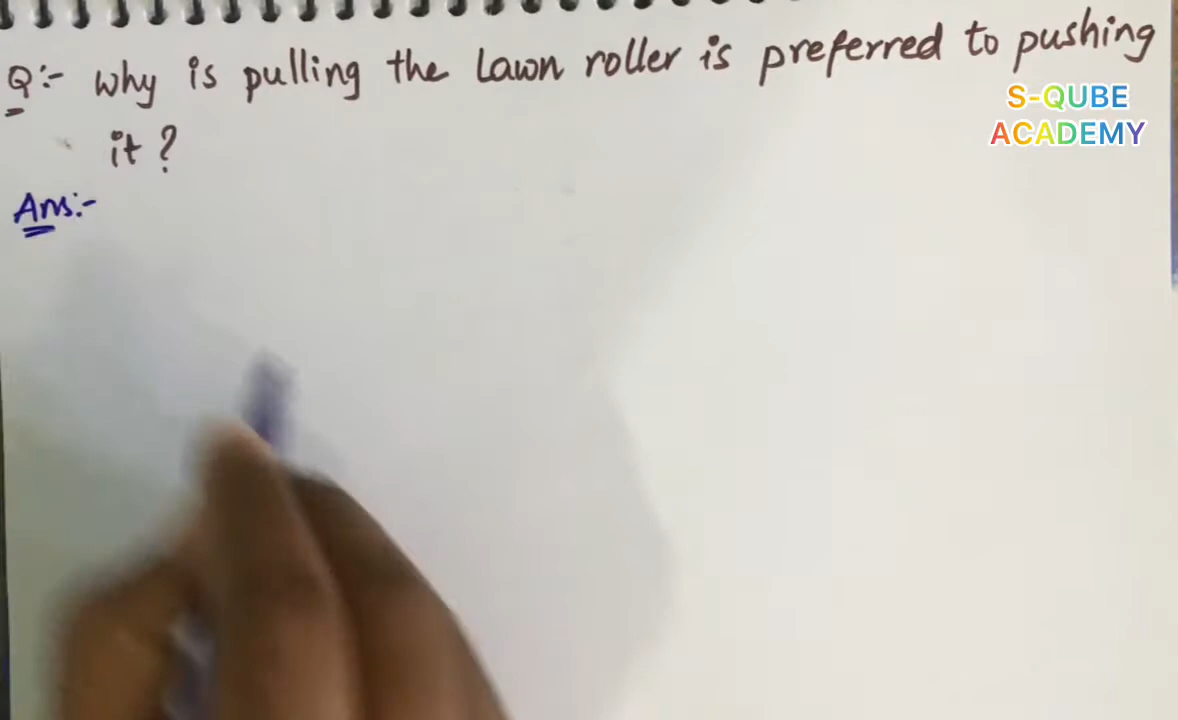 Q:- why is pulling the lawn roller is preferred to pushing
it ?
S-QUBE
ACADEMY
Ans:-